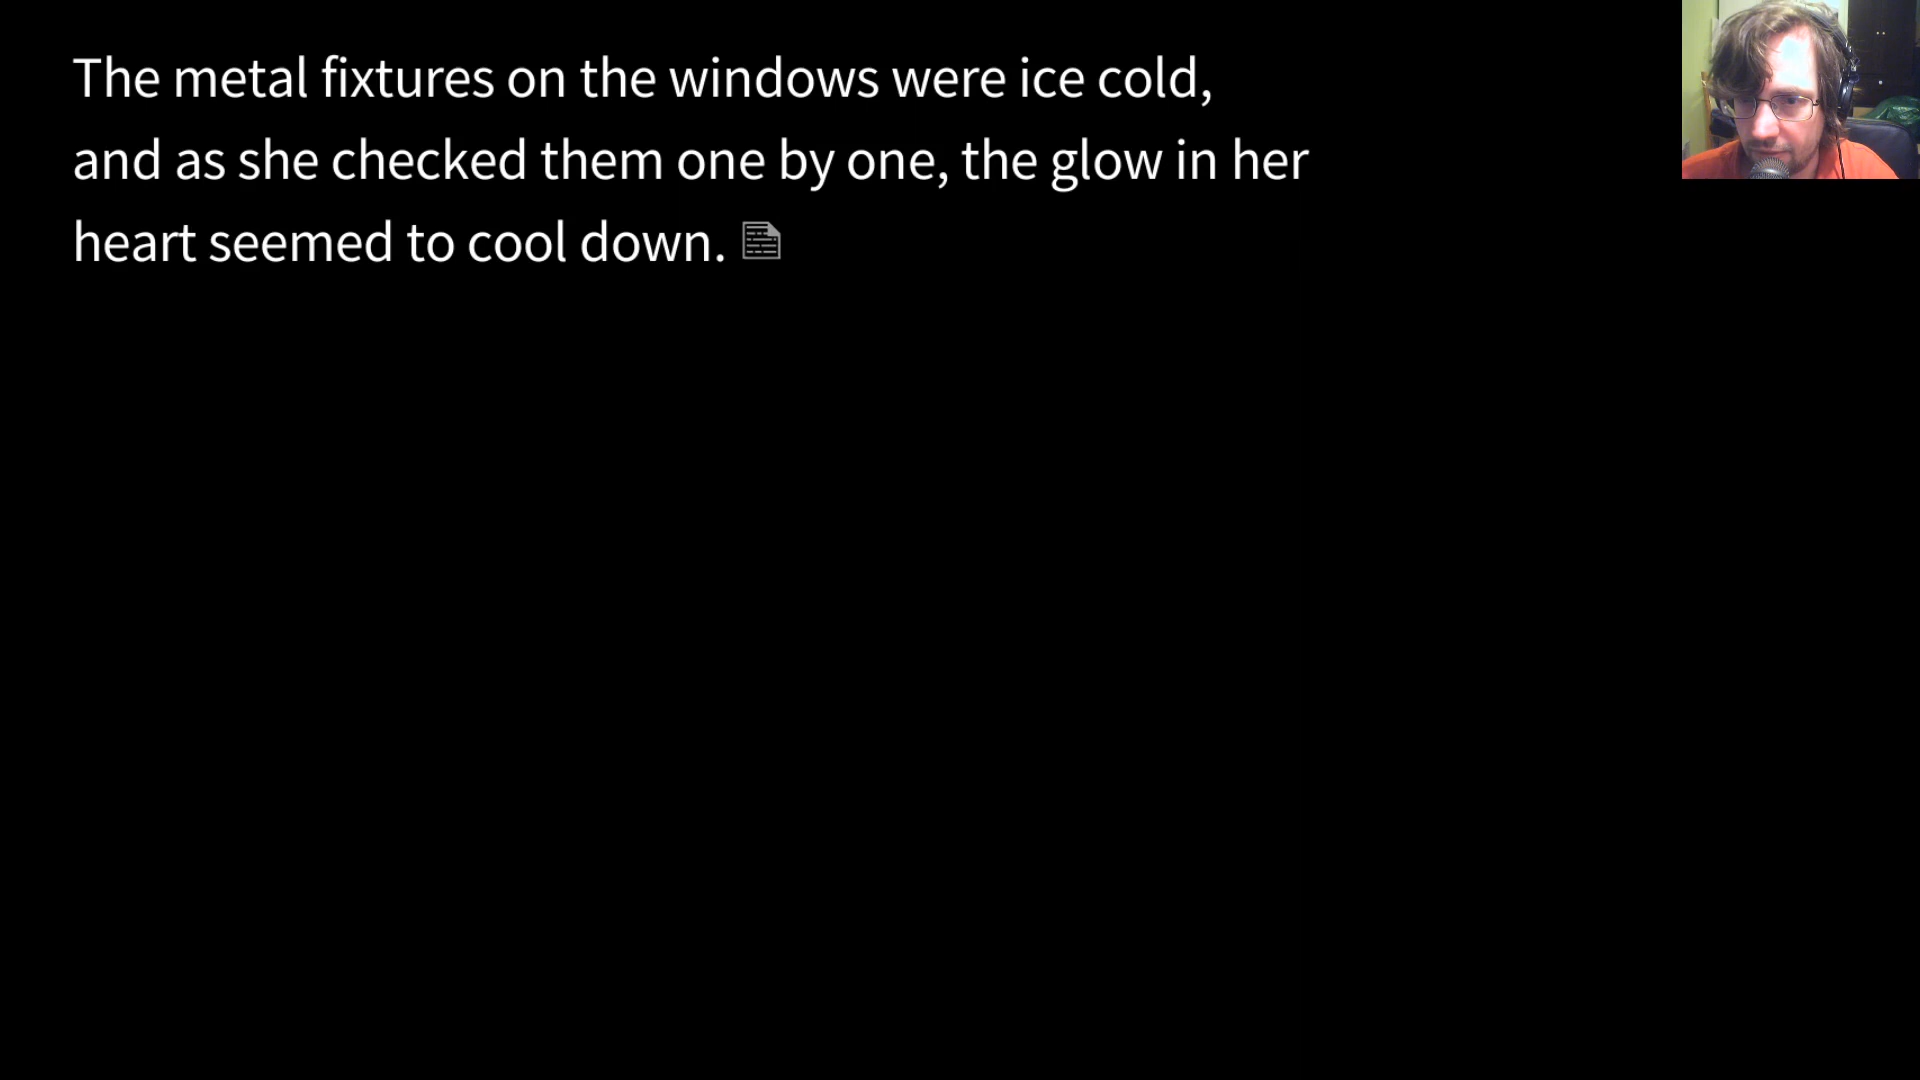 The metal fixtures on the windows were ice cold,
and as she checked them one by one, the glow in her
heart seemed to cool down.